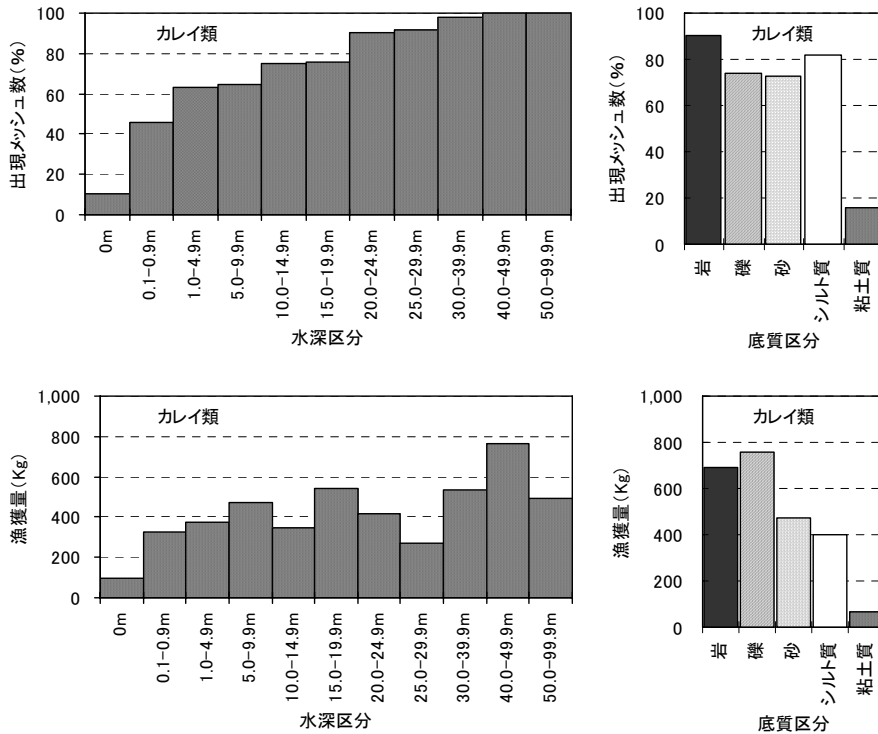 カレイ類
出現メッシュ数(%)
100
80
60
40
20
0
0m
0.1-0.9m
1.0-4.9m
5.0-9.9m
10.0-14.9m
15.0-19.9m
20.0-24.9m
25.0-29.9m
30.0-39.9m
40.0-49.9m
50.0-99.9m
水深区分
カレイ類
出現メッシュ数(%)
100
80
60
40
20
0
岩
礫
砂
シルト質
粘土質
底質区分
カレイ類
漁獲量(Kg)
1,000
800
600
400
200
0
0m
0.1-0.9m
1.0-4.9m
5.0-9.9m
10.0-14.9m
15.0-19.9m
20.0-24.9m
25.0-29.9m
30.0-39.9m
40.0-49.9m
50.0-99.9m
水深区分
カレイ類
漁獲量(Kg)
1,000
800
600
400
200
0
岩
礫
砂
シルト質
粘土質
底質区分